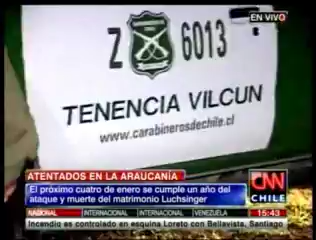 EN VIVO
Z 6013
TENENCIA VILCUN
www.carabinerosdechile.cl
ATENTADOS EN LA ARAUCANÍA
El próximo cuatro de enero se cumple un año del
ataque y muerte del matrimonio Luchsinger
CNN
CHILE
NACIONAL INTERNACIONAL INTERNACIONAL VENEZUELA 15:43
Incendio es controlado en esquina Loreto con Bellavista, Santiago